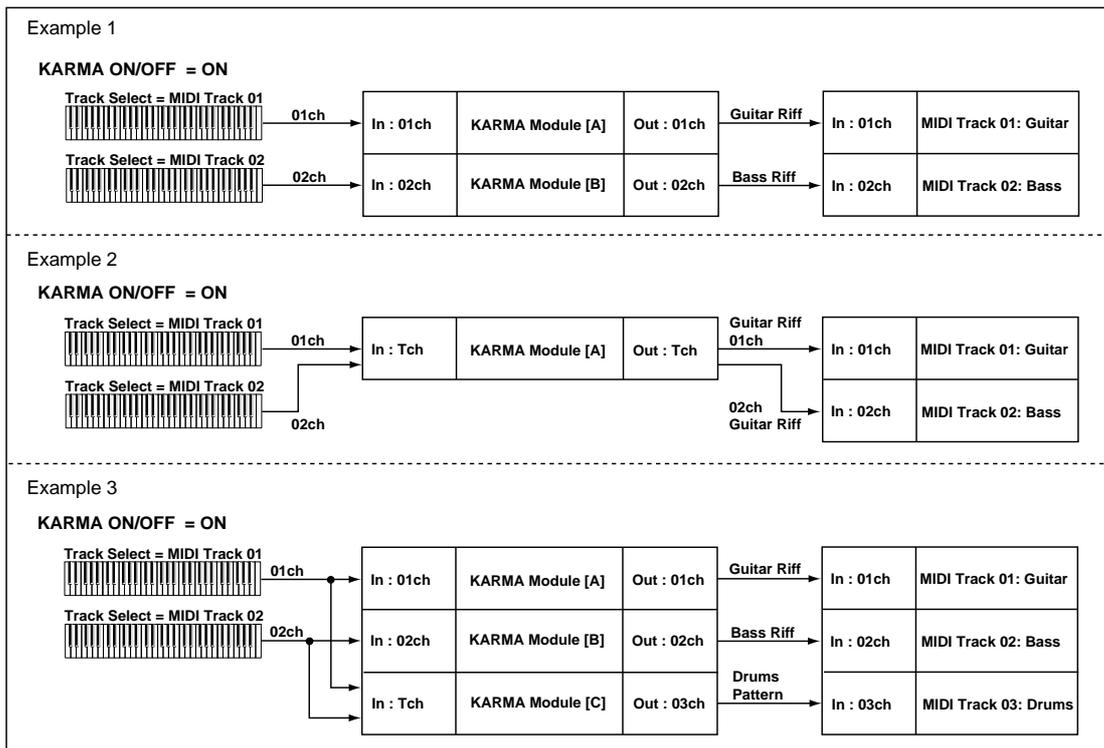 Example 1
KARMA ON/OFF = ON
Track Select = MIDI Track 01
01ch
In : 01ch
KARMA Module [A]
Out : 01ch
Guitar Riff
In : 01ch
MIDI Track 01: Guitar
Track Select = MIDI Track 02
02ch
In : 02ch
KARMA Module [B]
Out : 02ch
Bass Riff
In : 02ch
MIDI Track 02: Bass
Example 2
KARMA ON/OFF = ON
Track Select = MIDI Track 01
01ch
In : Tch
KARMA Module [A]
Out : Tch
Guitar Riff
01ch
In : 01ch
MIDI Track 01: Guitar
Track Select = MIDI Track 02
02ch
02ch
Guitar Riff
In : 02ch
MIDI Track 02: Bass
Example 3
KARMA ON/OFF = ON
Track Select = MIDI Track 01
01ch
In : 01ch
KARMA Module [A]
Out : 01ch
Guitar Riff
In : 01ch
MIDI Track 01: Guitar
Track Select = MIDI Track 02
02ch
In : 02ch
KARMA Module [B]
Out : 02ch
Bass Riff
In : 02ch
MIDI Track 02: Bass
In : Tch
KARMA Module [C]
Out : 03ch
Drums
Pattern
In : 03ch
MIDI Track 03: Drums